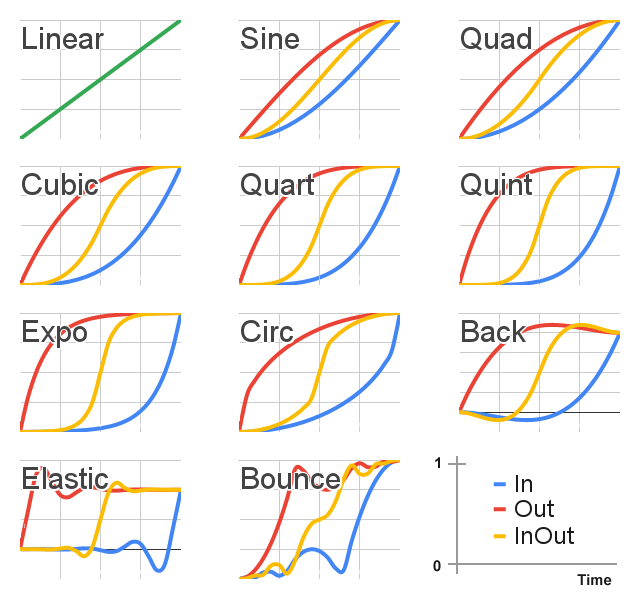 Linear
Sine
Quad
Cubic
Quart
Quint
Expo
Circ
Back
Elastic
Bounce
1
In
Out
InOut
0
Time